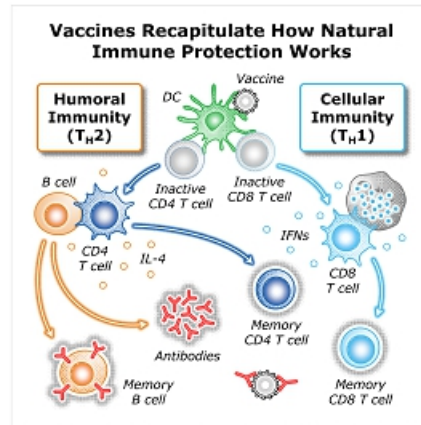 Vaccines Recapitulate How Natural
Immune Protection Works
Vaccine
DC
Humoral
Immunity
(TH2)
Cellular
Immunity
(TH1)
B cell
Inactive
CD4 T cell
Inactive
CD8 T cell
CD4
T cell
IL-4
IFNs
CD8
T cell
Memory
CD4 T cell
Antibodies
Memory
B cell
Memory
CD8 T cell